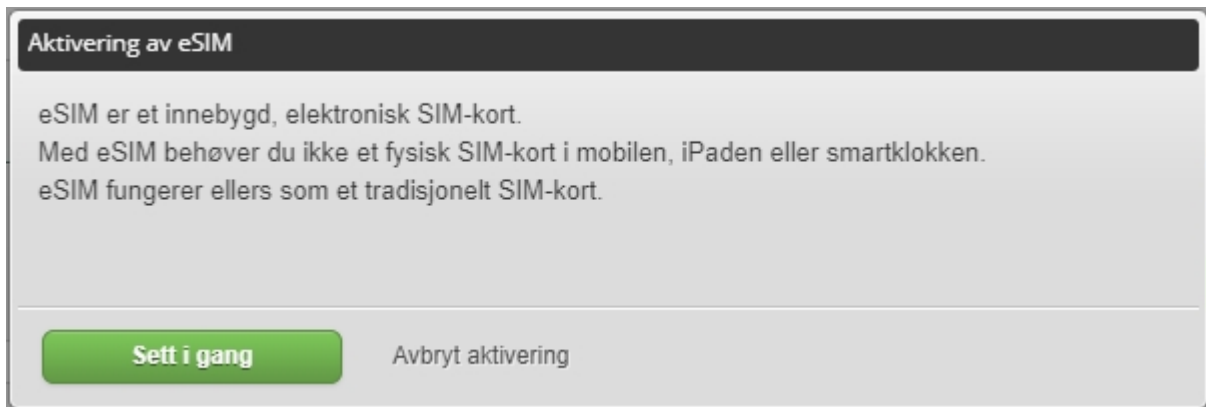 Aktivering av eSIM
eSIM er et innebygd, elektronisk SIM-kort.
Med eSIM behøver du ikke et fysisk SIM-kort i mobilen, iPaden eller smartklokken.
eSIM fungerer ellers som et tradisjonelt SIM-kort.
Sett i gang
Avbryt aktivering